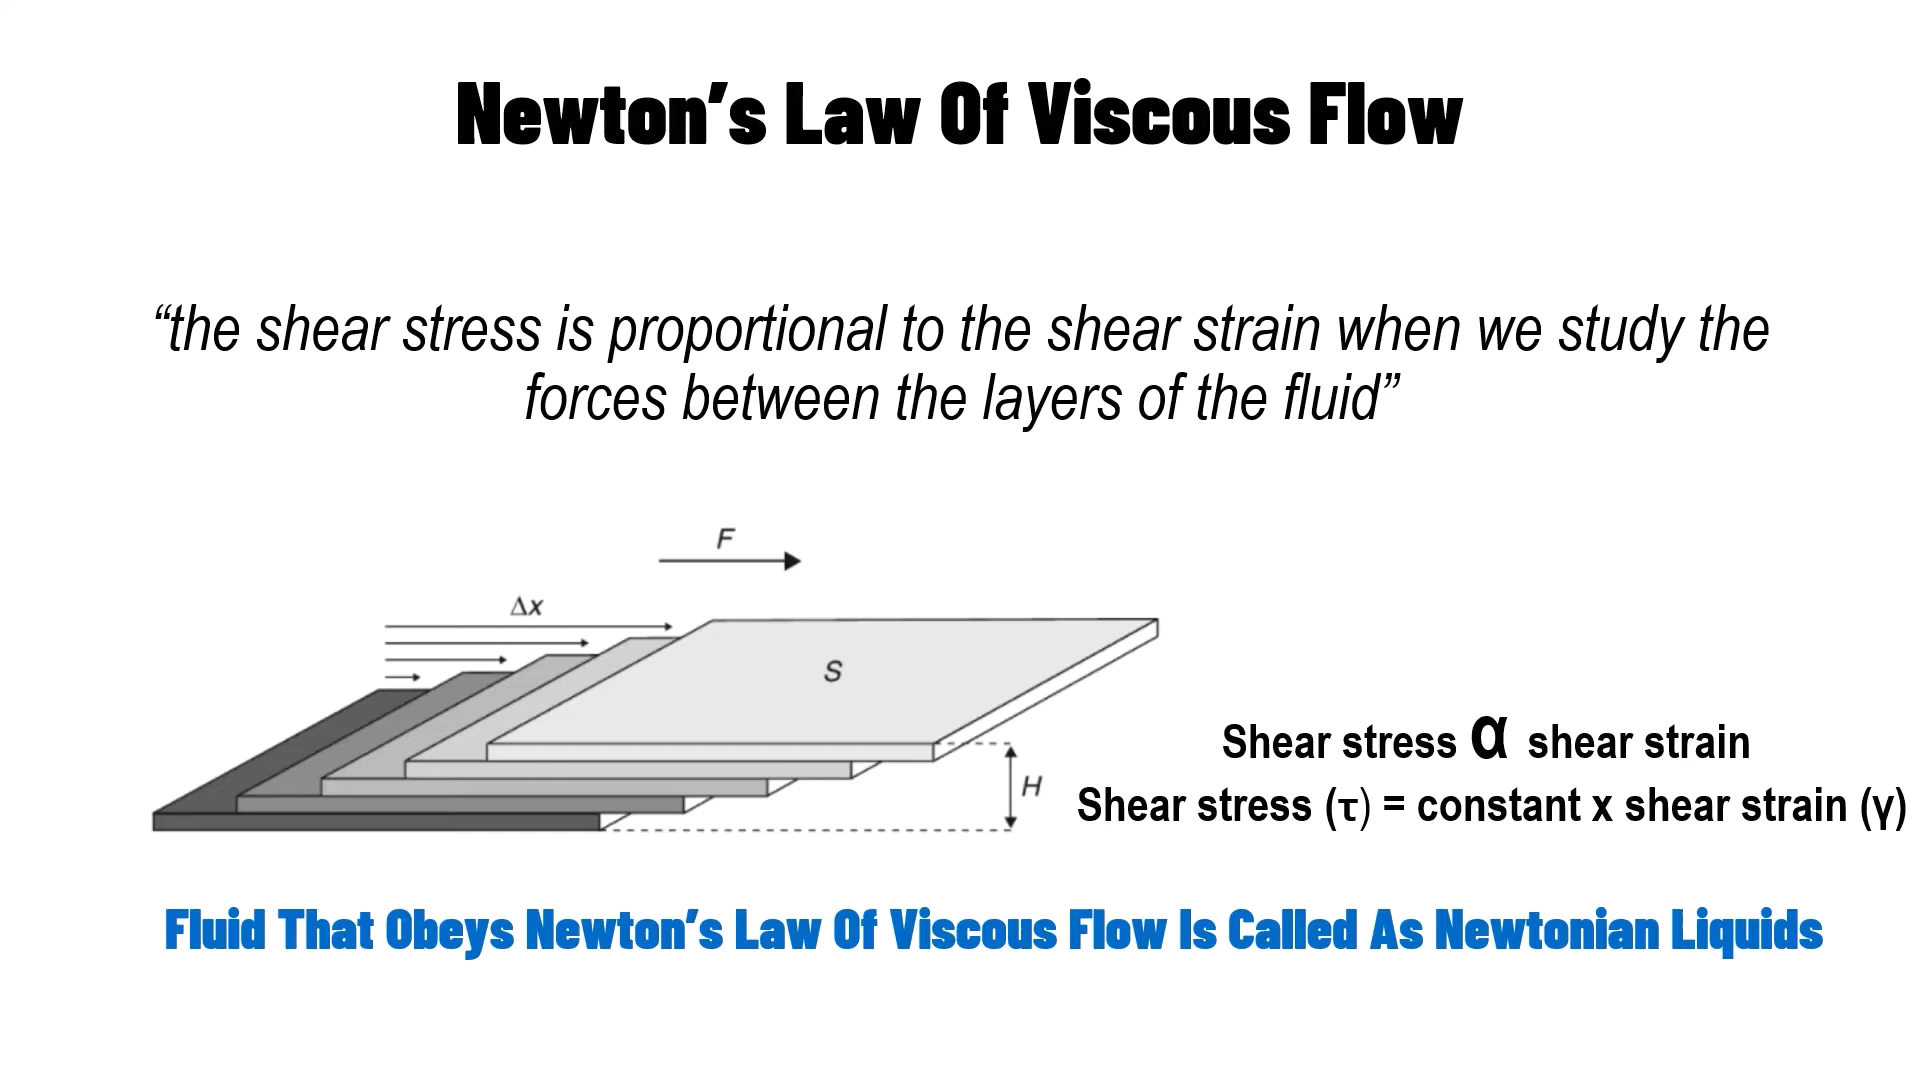 Newton’s Law Of Viscous Flow
“the shear stress is proportional to the shear strain when we study the
forces between the layers of the fluid”
F
Δx
S
H
Shear stress α shear strain
Shear stress (τ) = constant x shear strain (γ)
Fluid That Obeys Newton’s Law Of Viscous Flow Is Called As Newtonian Liquids